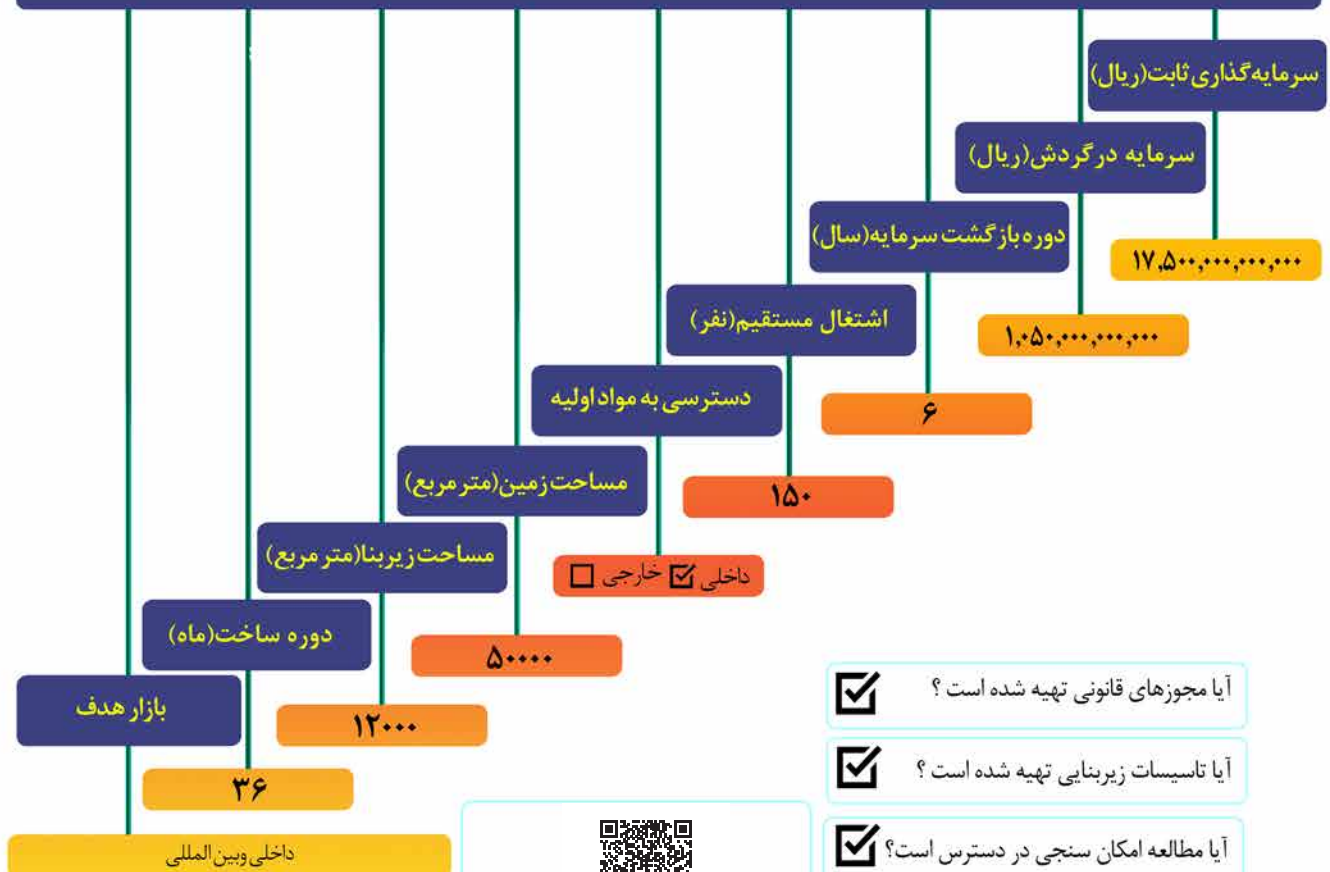 سرمایه‌گذاری ثابت(ریال)
۱۷,۵۰۰,۰۰۰,۰۰۰,۰۰۰
سرمایه در گردش(ریال)
۱,۰۵۰,۰۰۰,۰۰۰,۰۰۰
دوره بازگشت سرمایه(سال)
۶
اشتغال مستقیم(نفر)
۱۵۰
دسترسی به مواد اولیه
داخلی ☑ خارجی ☐
مساحت زمین(متر مربع)
۵۰۰۰۰
مساحت زیربنا(متر مربع)
۱۲۰۰۰
دوره ساخت(ماه)
۳۶
بازار هدف
داخلی وبین المللی
آیا مجوزهای قانونی تهیه شده است ؟ ☑
آیا تاسیسات زیربنایی تهیه شده است ؟ ☑
آیا مطالعه امکان سنجی در دسترس است؟ ☑